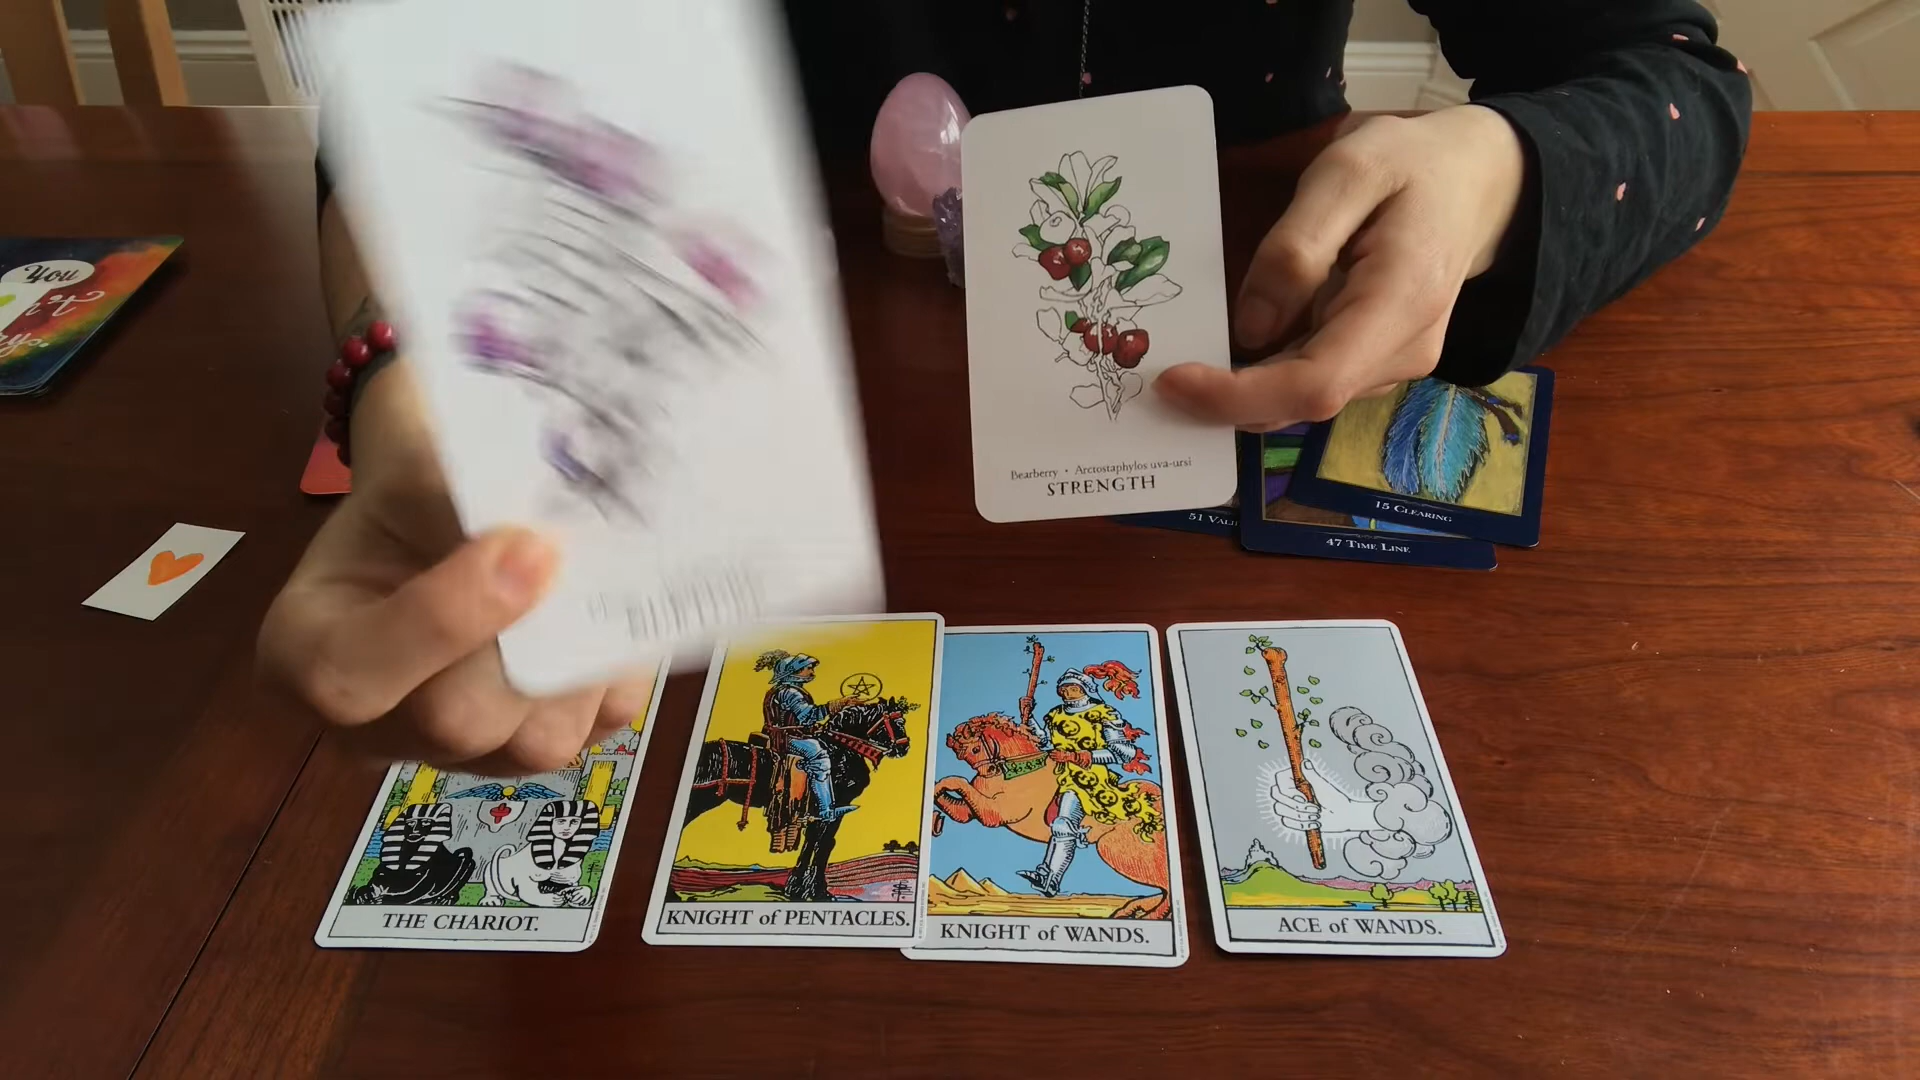 You
Bearberry • Arctostaphylos uva-ursi
STRENGTH
15 CLEARING
47 TIME LINE
51
THE CHARIOT.
KNIGHT of PENTACLES.
KNIGHT of WANDS.
ACE of WANDS.